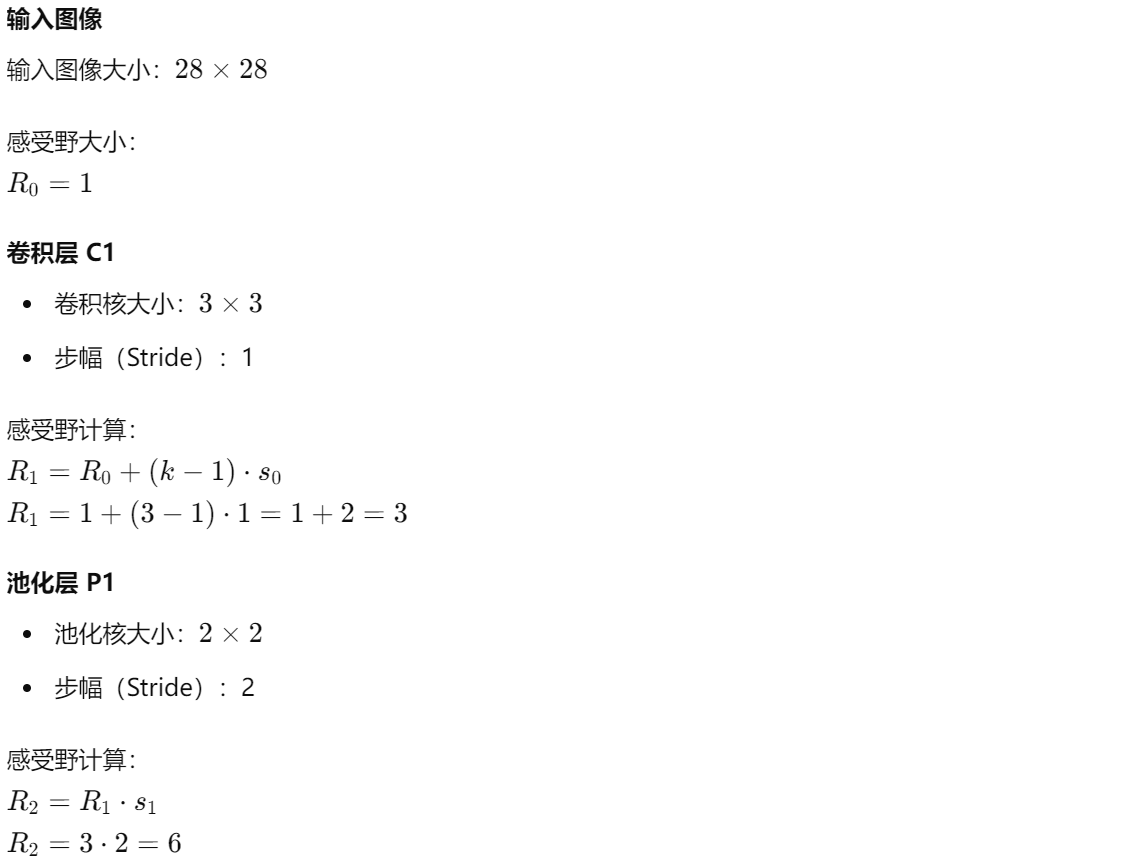 输入图像
输入图像大小：28 × 28
感受野大小：
R₀ = 1
卷积层 C1
• 卷积核大小：3 × 3
• 步幅（Stride）：1
感受野计算：
R₁ = R₀ + (k − 1) · s₀
R₁ = 1 + (3 − 1) · 1 = 1 + 2 = 3
池化层 P1
• 池化核大小：2 × 2
• 步幅（Stride）：2
感受野计算：
R₂ = R₁ · s₁
R₂ = 3 · 2 = 6